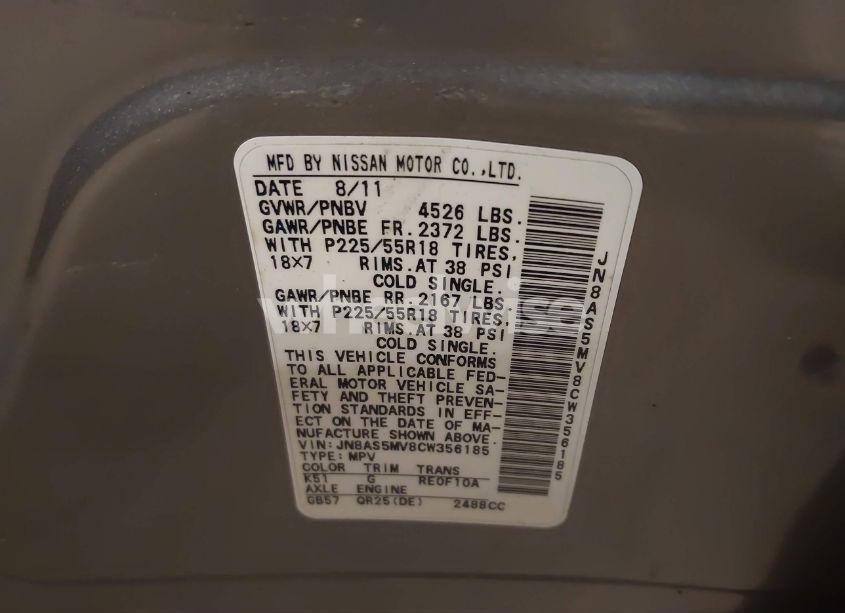 MFD BY NISSAN MOTOR CO.,LTD.
DATE 8/11
GVWR/PNBV 4526 LBS.
GAWR/PNBE FR. 2372 LBS.
WITH P225/55R18 TIRES,
18×7 RIMS.AT 38 PSI
COLD SINGLE.
GAWR/PNBE RR. 2167 LBS.
WITH P225/55R18 TIRES,
18×7 RIMS.AT 38 PSI
COLD SINGLE.
THIS VEHICLE CONFORMS
TO ALL APPLICABLE FED-
ERAL MOTOR VEHICLE SA-
FETY AND THEFT PREVEN-
TION STANDARDS IN EFF-
ECT ON THE DATE OF MA-
NUFACTURE SHOWN ABOVE.
VIN:JN8AS5MV8CW356185
TYPE:MPV
COLOR TRIM TRANS
K51 G RE0F10A
AXLE ENGINE
GB57 QR25(DE) 2488CC
JN8AS5MV8CW356185